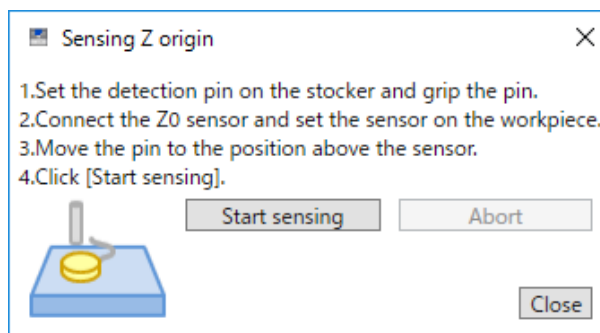 Sensing Z origin
1.Set the detection pin on the stocker and grip the pin.
2.Connect the Z0 sensor and set the sensor on the workpiece.
3.Move the pin to the position above the sensor.
4.Click [Start sensing].
Start sensing
Abort
Close